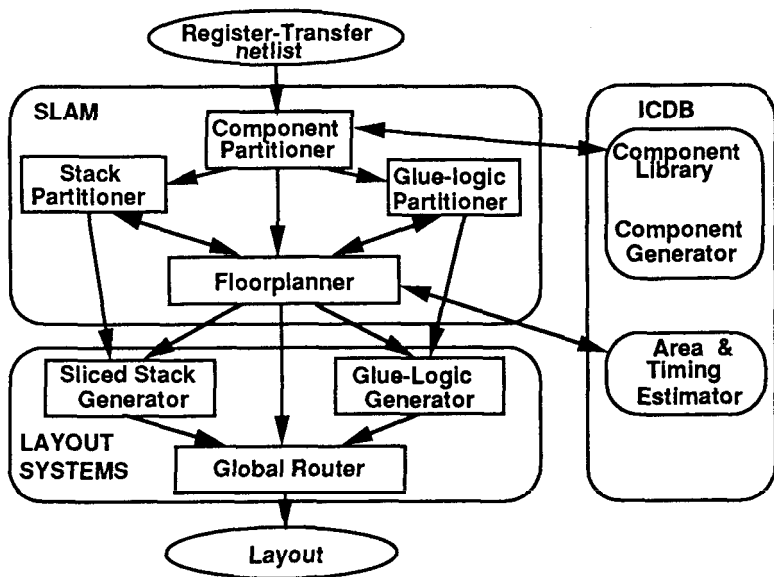 Register-Transfer
netlist
SLAM
ICDB
Component
Partitioner
Component
Library
Stack
Partitioner
Glue-logic
Partitioner
Component
Generator
Floorplanner
Area &
Timing
Estimator
Sliced Stack
Generator
Glue-Logic
Generator
LAYOUT
SYSTEMS
Global Router
Layout